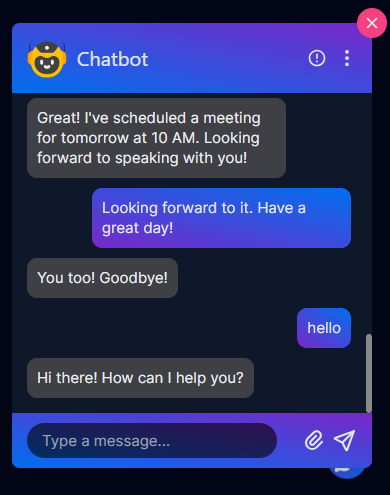 Chatbot
Great! I've scheduled a meeting
for tomorrow at 10 AM. Looking
forward to speaking with you!
Looking forward to it. Have a
great day!
You too! Goodbye!
hello
Hi there! How can I help you?
Type a message...